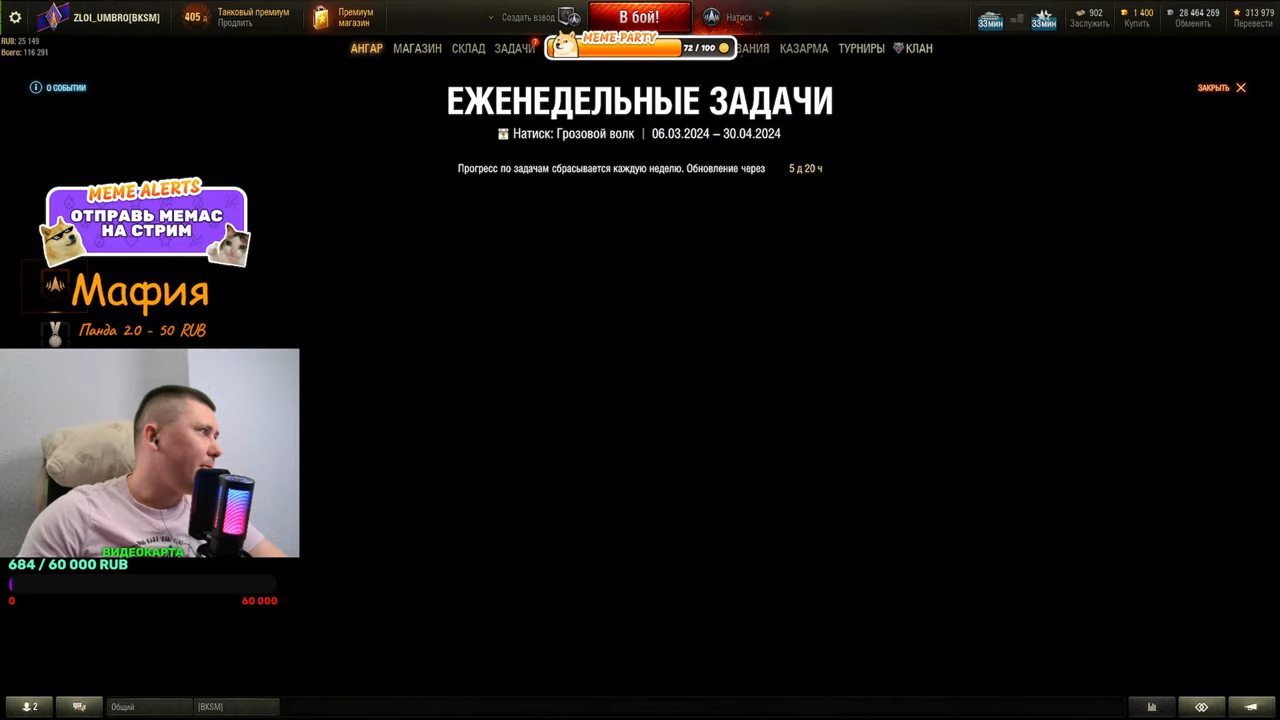 ZLOI_UMBRO[BKSM]
405 д
Танковый премиум
Продлить
Премиум
магазин
Создать взвод
В бой!
Натиск
33мин
33мин
902
Заслужить
1 400
Купить
28 464 269
Обменять
313 979
Перевести
RUB: 25 149
Всего: 116 291
АНГАР
МАГАЗИН
СКЛАД
ЗАДАЧИ
MEME PARTY
72 / 100
ВАНИЯ
КАЗАРМА
ТУРНИРЫ
КЛАН
О СОБЫТИИ
ЗАКРЫТЬ
ЕЖЕНЕДЕЛЬНЫЕ ЗАДАЧИ
Натиск: Грозовой волк | 06.03.2024 – 30.04.2024
Прогресс по задачам сбрасывается каждую неделю. Обновление через 5 д 20 ч
MEME ALERTS
ОТПРАВЬ МЕМАС
НА СТРИМ
Мафия
Панда 2.0 - 50 RUB
ВИДЕОКАРТА
684 / 60 000 RUB
0
60 000
2
Общий
[BKSM]